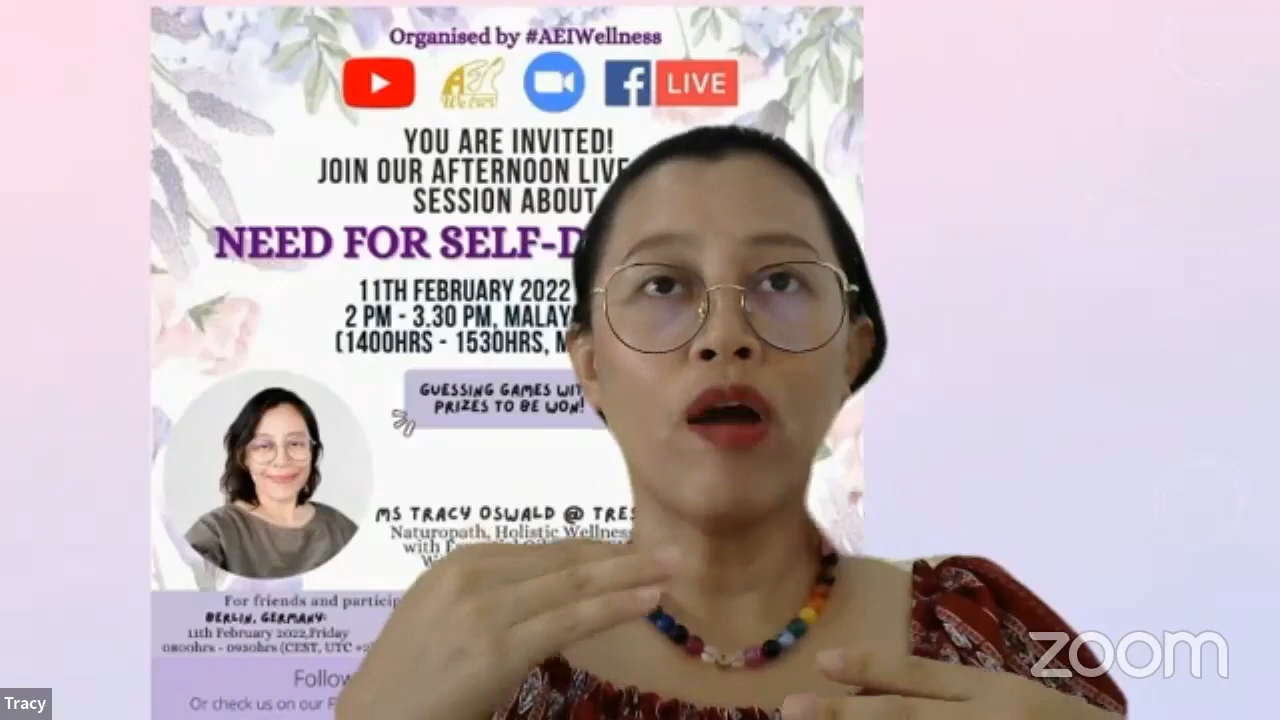 Organised by #AEIWellness
LIVE
YOU ARE INVITED!
JOIN OUR AFTERNOON LIVE
SESSION ABOUT
NEED FOR SELF-D
11TH FEBRUARY 2022
2 PM - 3.30 PM, MALAY
(1400HRS - 1530HRS, M
GUESSING GAMES WIT
PRIZES TO BE WON!
MS TRACY OSWALD @ TRES
Naturopath, Holistic Wellness
with
For friends and particip
BERLIN, GERMANY:
11th February 2022,Friday
0800hrs - 0930hrs (CEST, UTC +2
Follow
Or check us on our F
zoom
Tracy